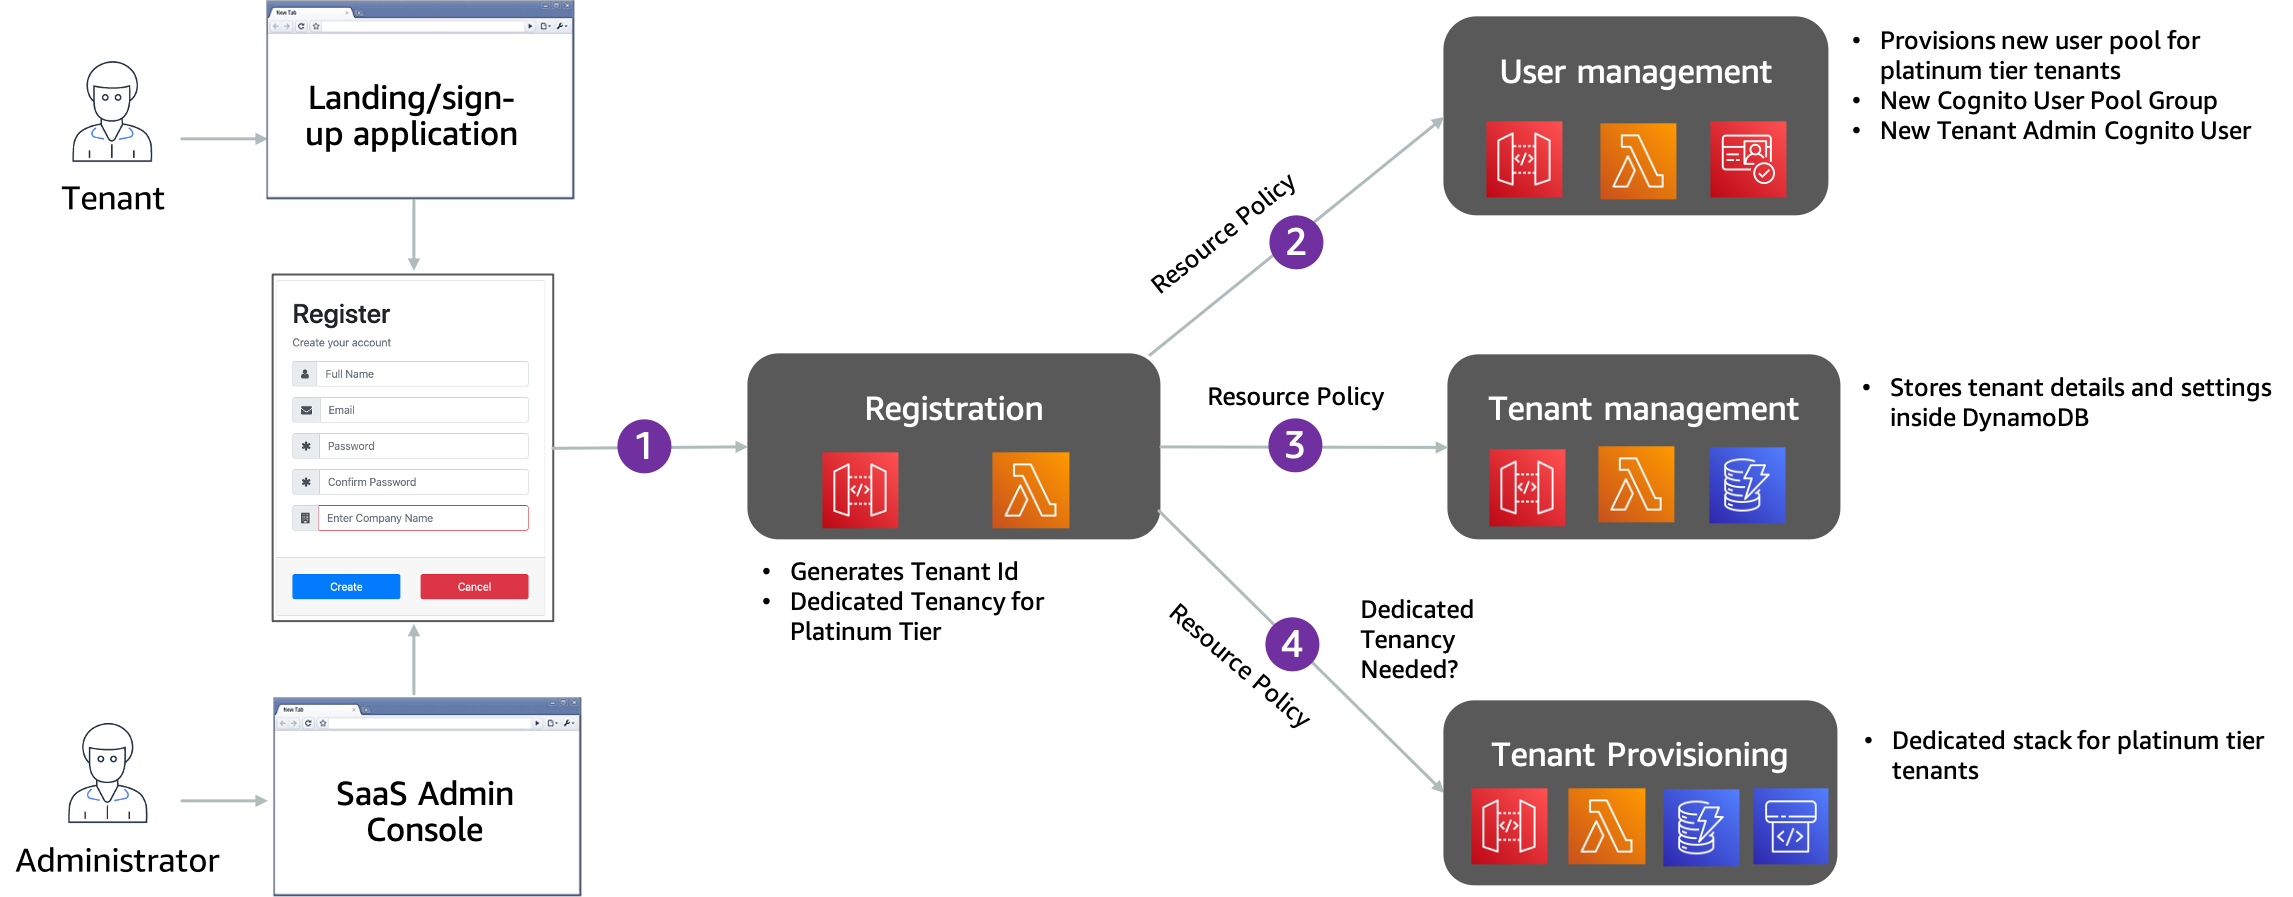 New Tab
Landing/sign-
up application
Tenant
Register
Create your account
Full Name
Email
Password
Confirm Password
Enter Company Name
Create
Cancel
New Tab
SaaS Admin
Console
Administrator
1
Registration
• Generates Tenant Id
• Dedicated Tenancy for
Platinum Tier
Resource Policy
2
User management
• Provisions new user pool for
platinum tier tenants
• New Cognito User Pool Group
• New Tenant Admin Cognito User
Resource Policy
3
Tenant management
• Stores tenant details and settings
inside DynamoDB
Resource Policy
4
Dedicated
Tenancy
Needed?
Tenant Provisioning
• Dedicated stack for platinum tier
tenants